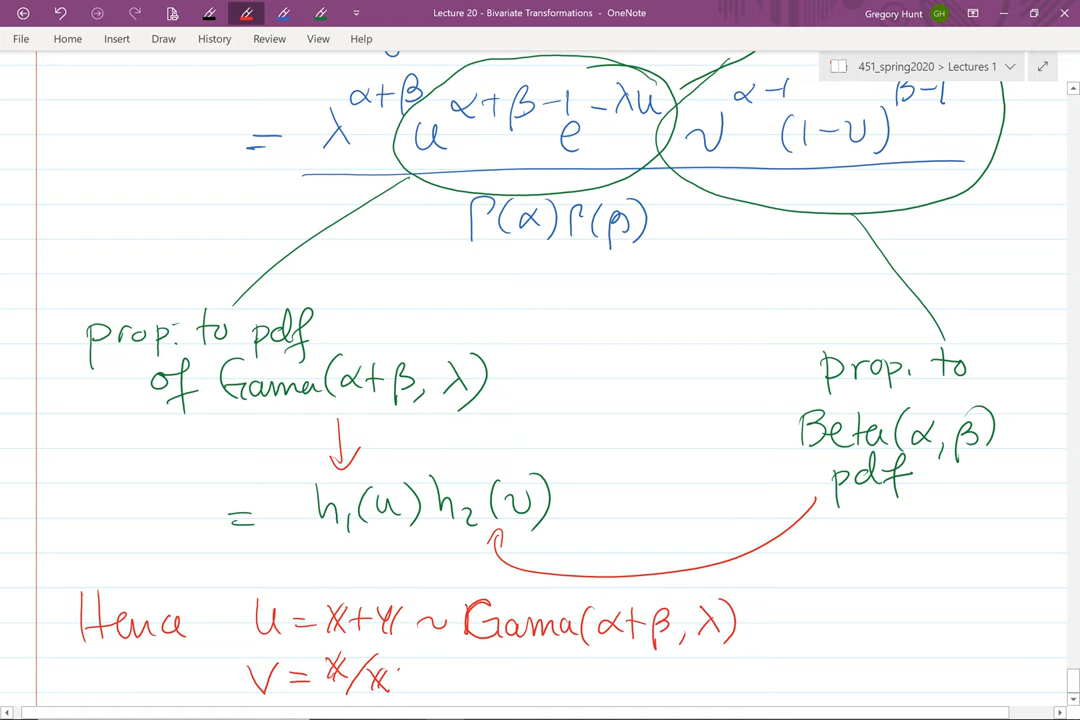 Lecture 20 - Bivariate Transformations - OneNote
Gregory Hunt GH
File Home Insert Draw History Review View Help
451_spring2020 > Lectures 1
= λ^(α+β) u^(α+β-1) e^(-λu) v^(α-1) (1-v)^(β-1)
Γ(α)Γ(β)
prop. to pdf
of Gama(α+β, λ)
prop. to
Beta(α, β)
pdf
= h₁(u) h₂(v)
Hence U = X+Y ~ Gama(α+β, λ)
V = X/X